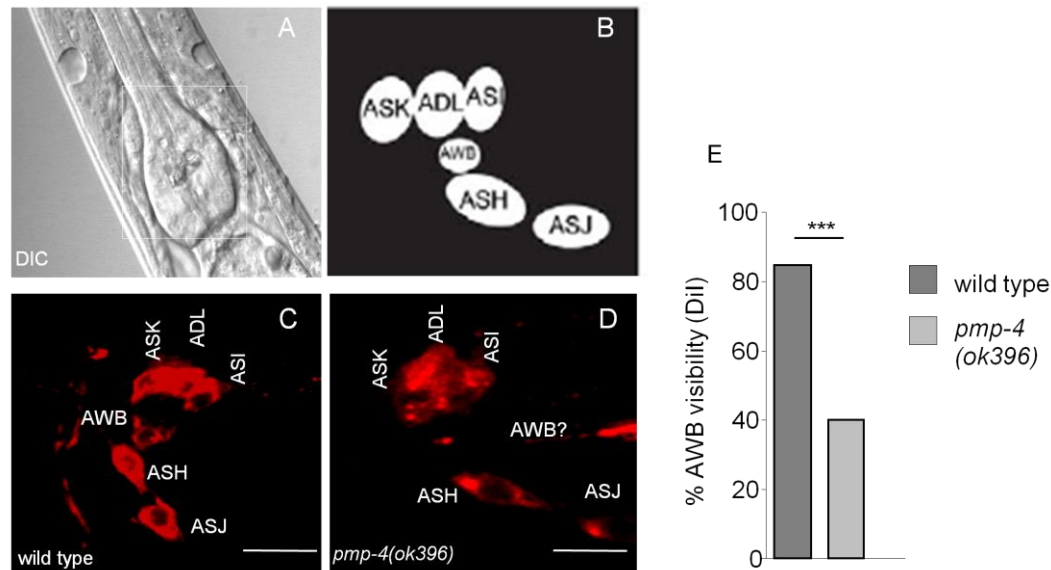 A
DIC
B
ASK ADL ASI
AWB
ASH
ASJ
C
ASK
ADL
ASI
AWB
ASH
ASJ
wild type
D
ADL
ASI
ASK
AWB?
ASH
ASJ
pmp-4(ok396)
E
% AWB visibility (DiI)
100
80
60
40
20
0
***
wild type
pmp-4
(ok396)